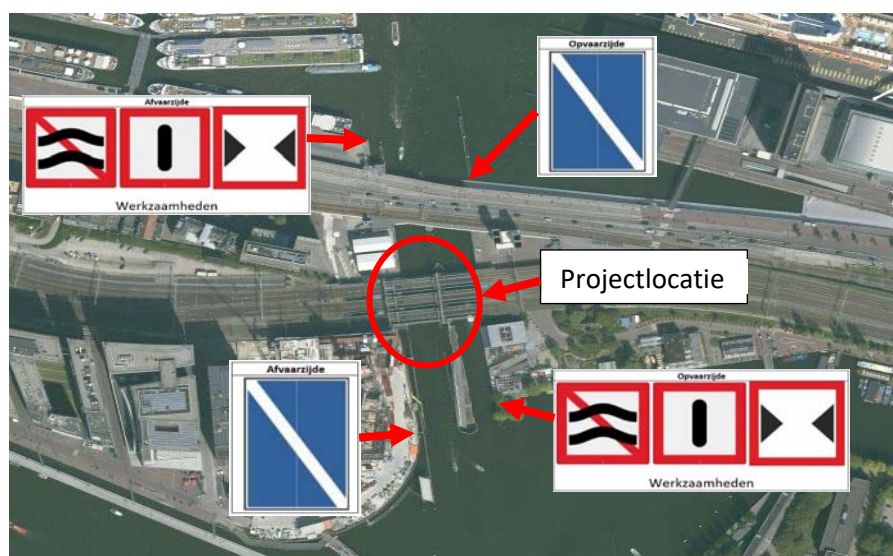 Opvaarzijde
Afvaarzijde
Werkzaamheden
Projectlocatie
Afvaarzijde
Opvaarzijde
Werkzaamheden